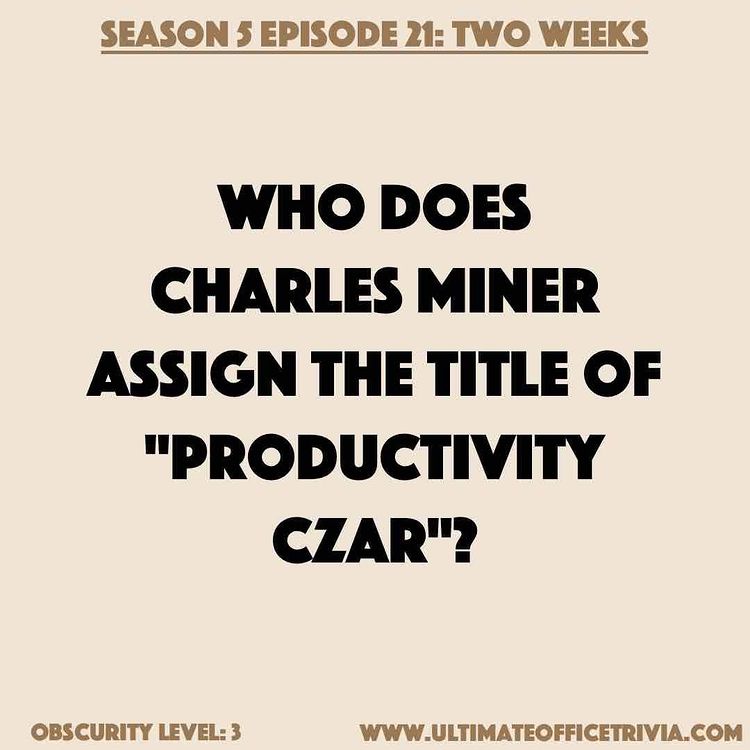 SEASON 5 EPISODE 21: TWO WEEKS
WHO DOES
CHARLES MINER
ASSIGN THE TITLE OF
"PRODUCTIVITY
CZAR"?
OBSCURITY LEVEL: 3
WWW.ULTIMATEOFFICETRIVIA.COM